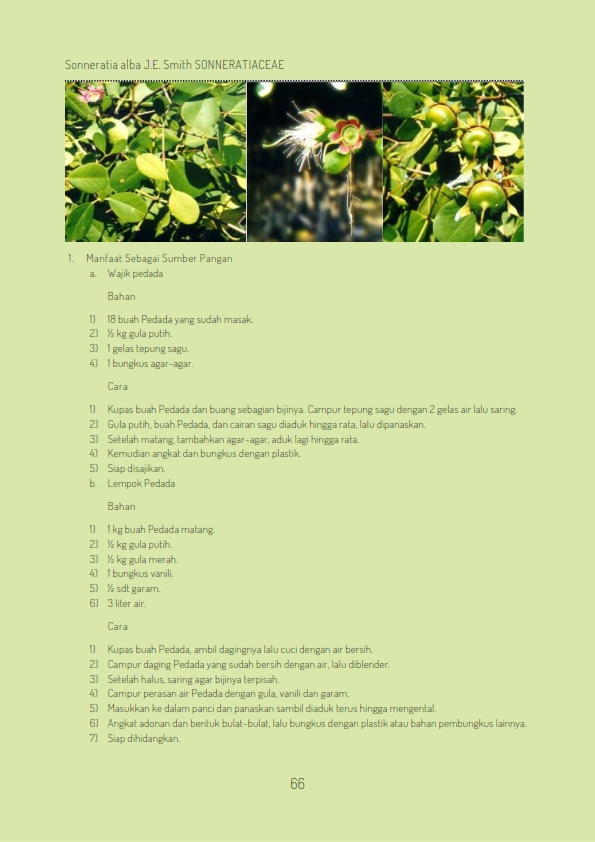 Sonneratia alba J.E. Smith SONNERATIACEAE
1. Manfaat Sebagai Sumber Pangan
a. Wajik pedada
Bahan
1) 18 buah Pedada yang sudah masak.
2) ½ kg gula putih.
3) 1 gelas tepung sagu.
4) 1 bungkus agar-agar.
Cara
1) Kupas buah Pedada dan buang sebagian bijinya. Campur tepung sagu dengan 2 gelas air lalu saring.
2) Gula putih, buah Pedada, dan cairan sagu diaduk hingga rata, lalu dipanaskan.
3) Setelah matang, tambahkan agar-agar, aduk lagi hingga rata.
4) Kemudian angkat dan bungkus dengan plastik.
5) Siap disajikan.
b. Lempok Pedada
Bahan
1) 1 kg buah Pedada matang.
2) ½ kg gula putih.
3) ½ kg gula merah.
4) 1 bungkus vanili.
5) ½ sdt garam.
6) 3 liter air.
Cara
1) Kupas buah Pedada, ambil dagingnya lalu cuci dengan air bersih.
2) Campur daging Pedada yang sudah bersih dengan air, lalu diblender.
3) Setelah halus, saring agar bijinya terpisah.
4) Campur perasan air Pedada dengan gula, vanili dan garam.
5) Masukkan ke dalam panci dan panaskan sambil diaduk terus hingga mengental.
6) Angkat adonan dan bentuk bulat-bulat, lalu bungkus dengan plastik atau bahan pembungkus lainnya.
7) Siap dihidangkan.
66